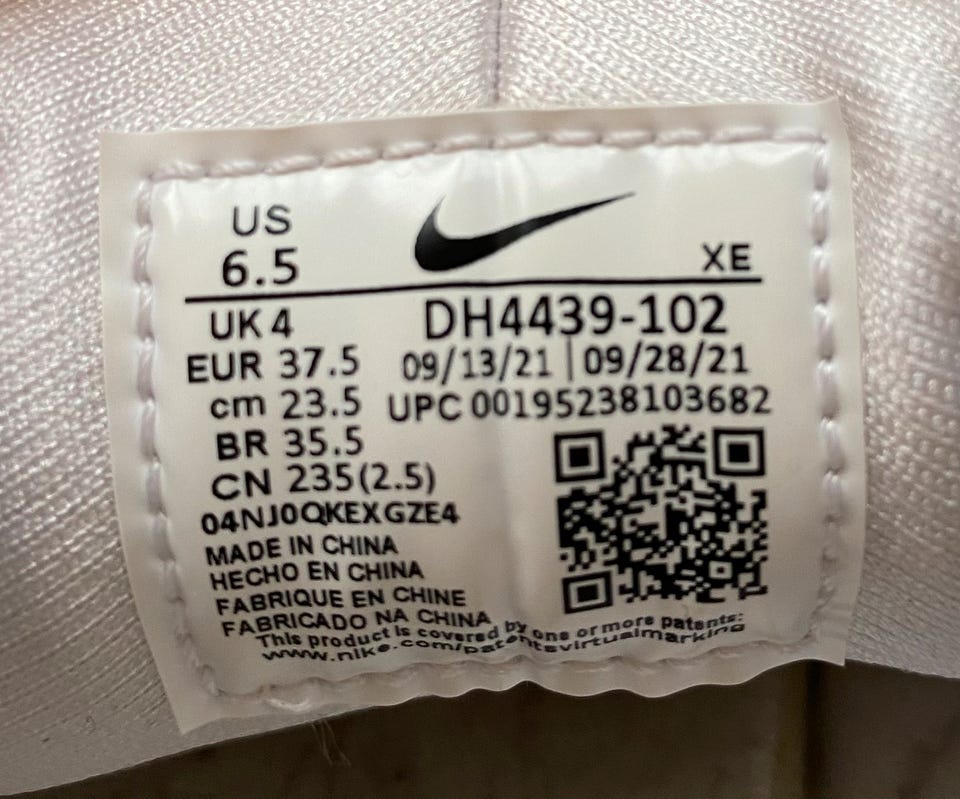 US
6.5
XE
UK 4
DH4439-102
EUR 37.5
09/13/21 | 09/28/21
cm 23.5
UPC 00195238103682
BR 35.5
CN 235(2.5)
04NJ0QKEXGZE4
MADE IN CHINA
HECHO EN CHINA
FABRIQUE EN CHINE
FABRICADO NA CHINA
This product is covered by one or more patents:
www.nike.com/patentsvirtualmarking